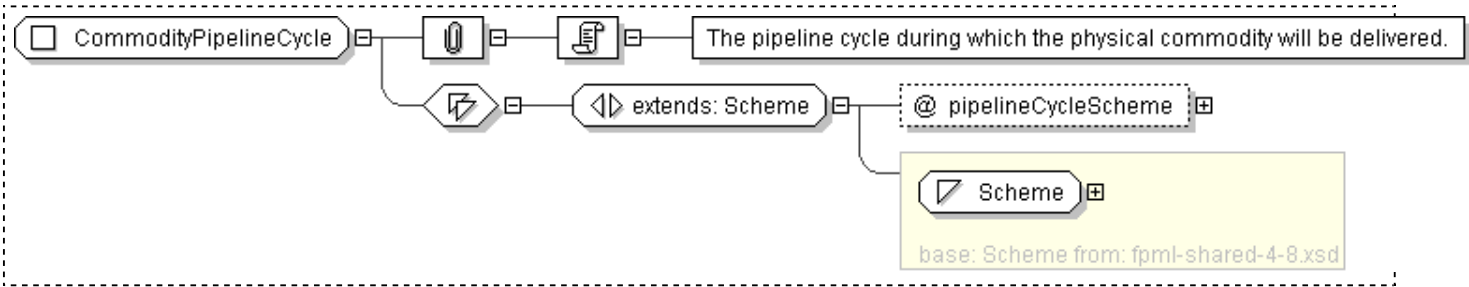 CommodityPipelineCycle
The pipeline cycle during which the physical commodity will be delivered.
extends: Scheme
@ pipelineCycleScheme
Scheme
base: Scheme from: fpml-shared-4-8.xsd